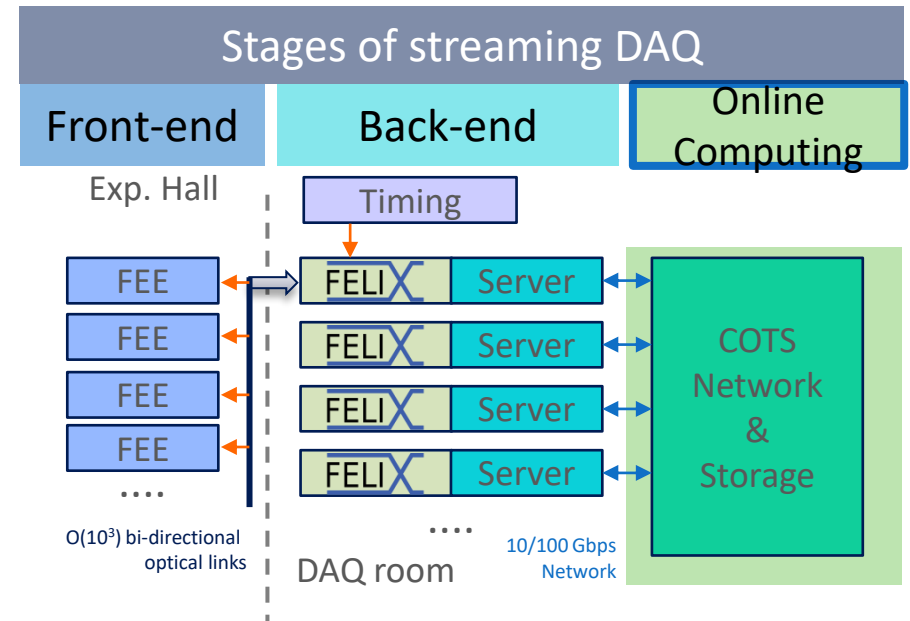 Stages of streaming DAQ
Front-end
Back-end
Online
Computing
Exp. Hall
Timing
FEE
FELIX
Server
FEE
FELIX
Server
FEE
FELIX
Server
FEE
FELIX
Server
COTS
Network
&
Storage
....
....
O(10³) bi-directional
optical links
DAQ room
10/100 Gbps
Network